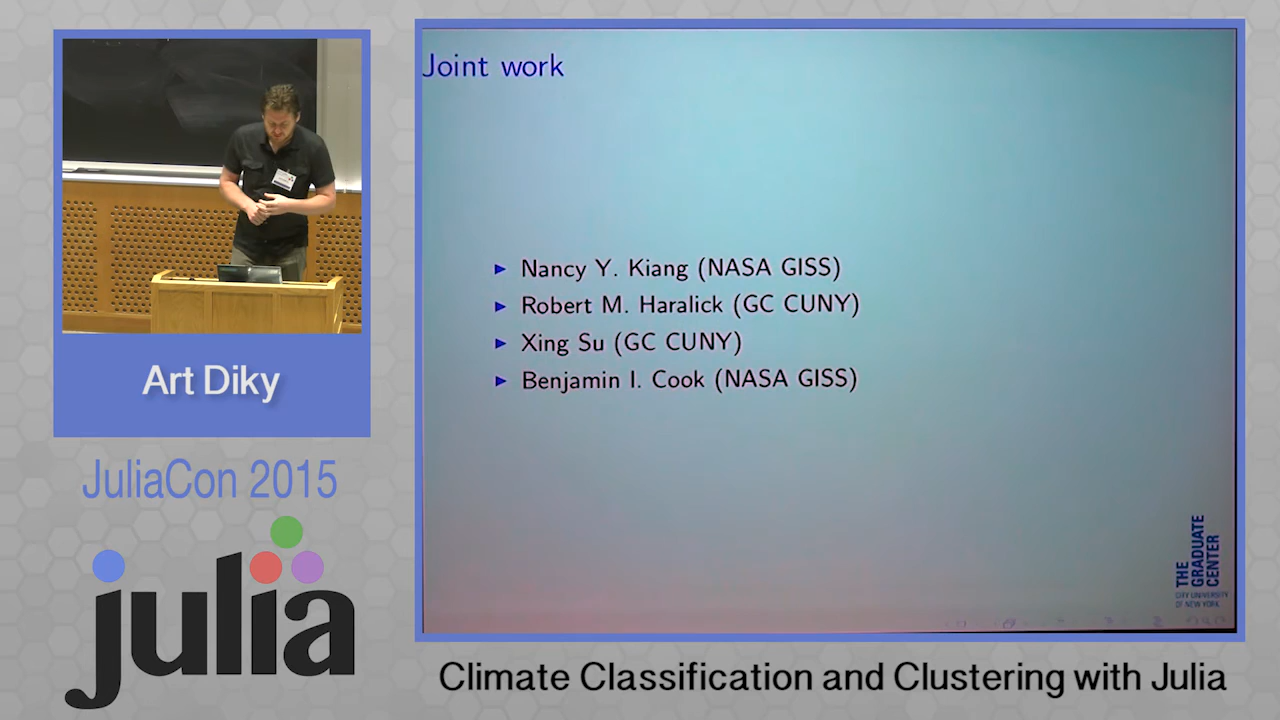 Joint work
Nancy Y. Kiang (NASA GISS)
Robert M. Haralick (GC CUNY)
Xing Su (GC CUNY)
Benjamin I. Cook (NASA GISS)
THE
GRADUATE
CENTER
CITY UNIVERSITY
OF NEW YORK
Art Diky
JuliaCon 2015
julia
Climate Classification and Clustering with Julia